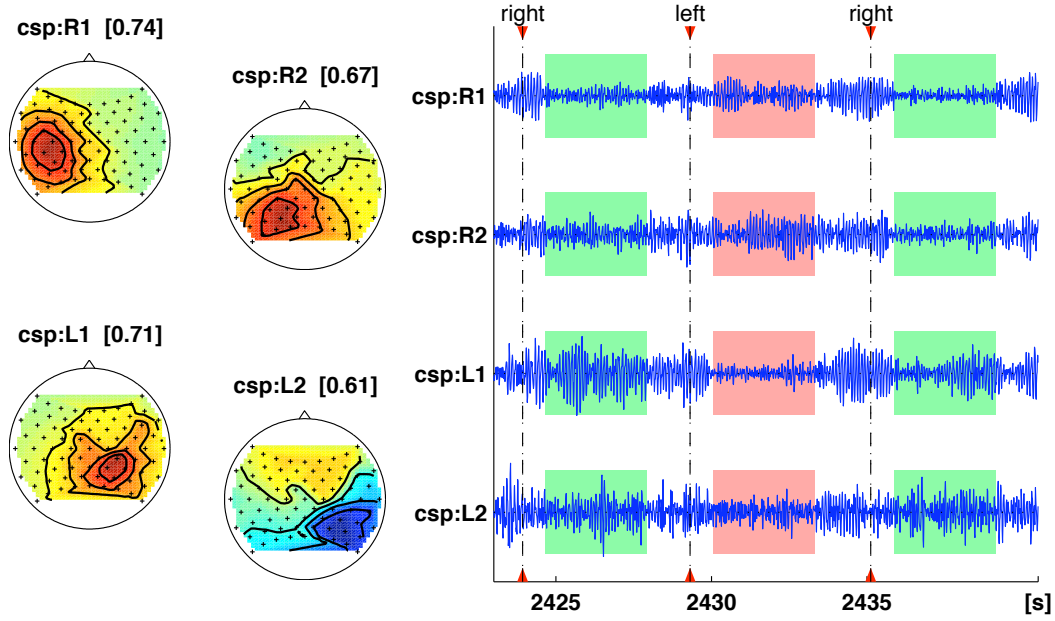 csp:R1 [0.74]
csp:R2 [0.67]
csp:L1 [0.71]
csp:L2 [0.61]
right left right
csp:R1
csp:R2
csp:L1
csp:L2
2425 2430 2435 [s]